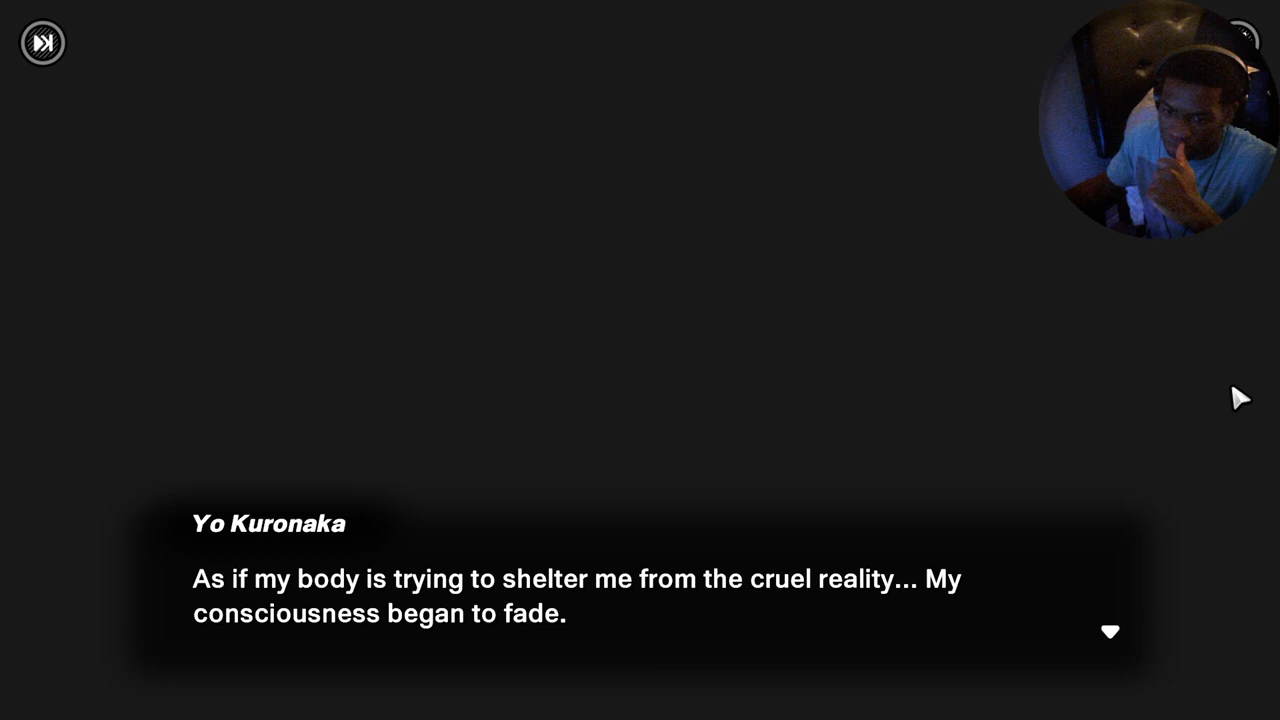 Yo Kuronaka
As if my body is trying to shelter me from the cruel reality... My
consciousness began to fade.